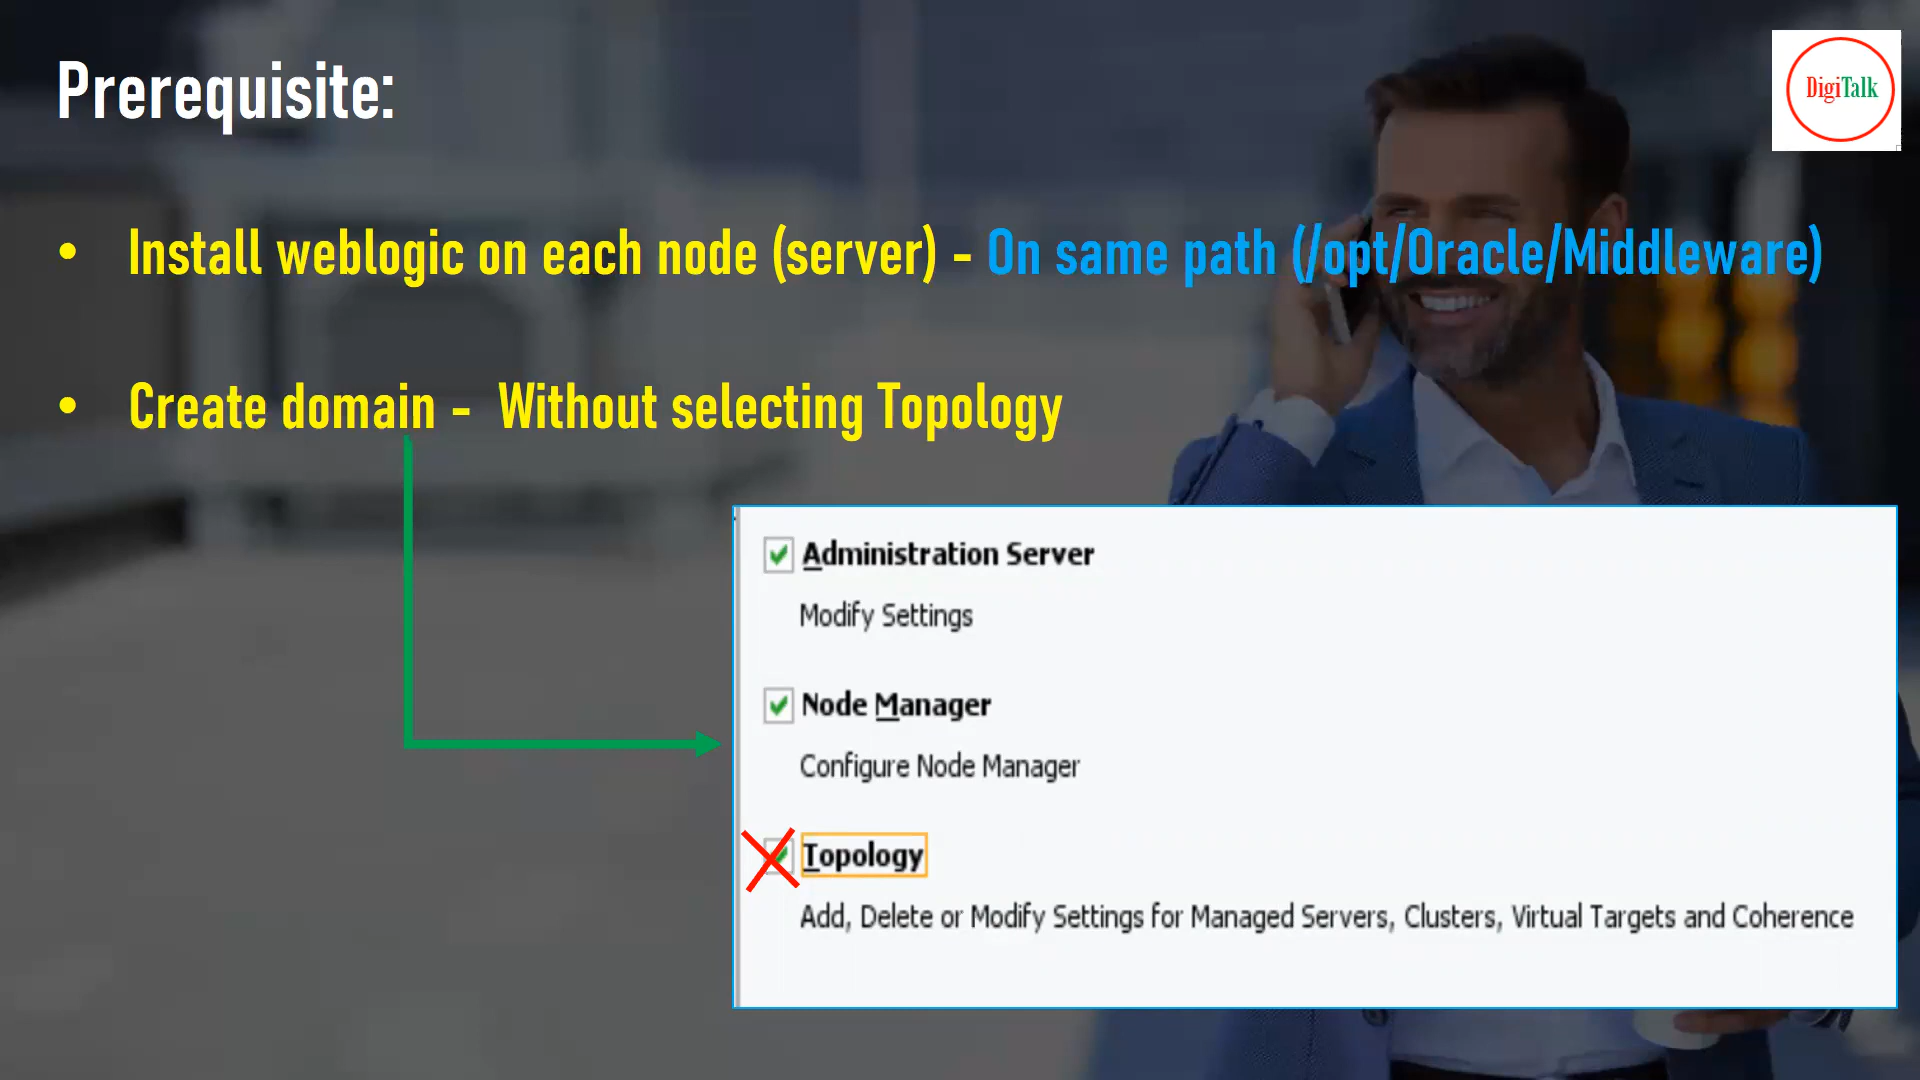 Prerequisite:
DigiTalk
• Install weblogic on each node (server) - On same path (/opt/Oracle/Middleware)
• Create domain - Without selecting Topology
Administration Server
Modify Settings
Node Manager
Configure Node Manager
Topology
Add, Delete or Modify Settings for Managed Servers, Clusters, Virtual Targets and Coherence